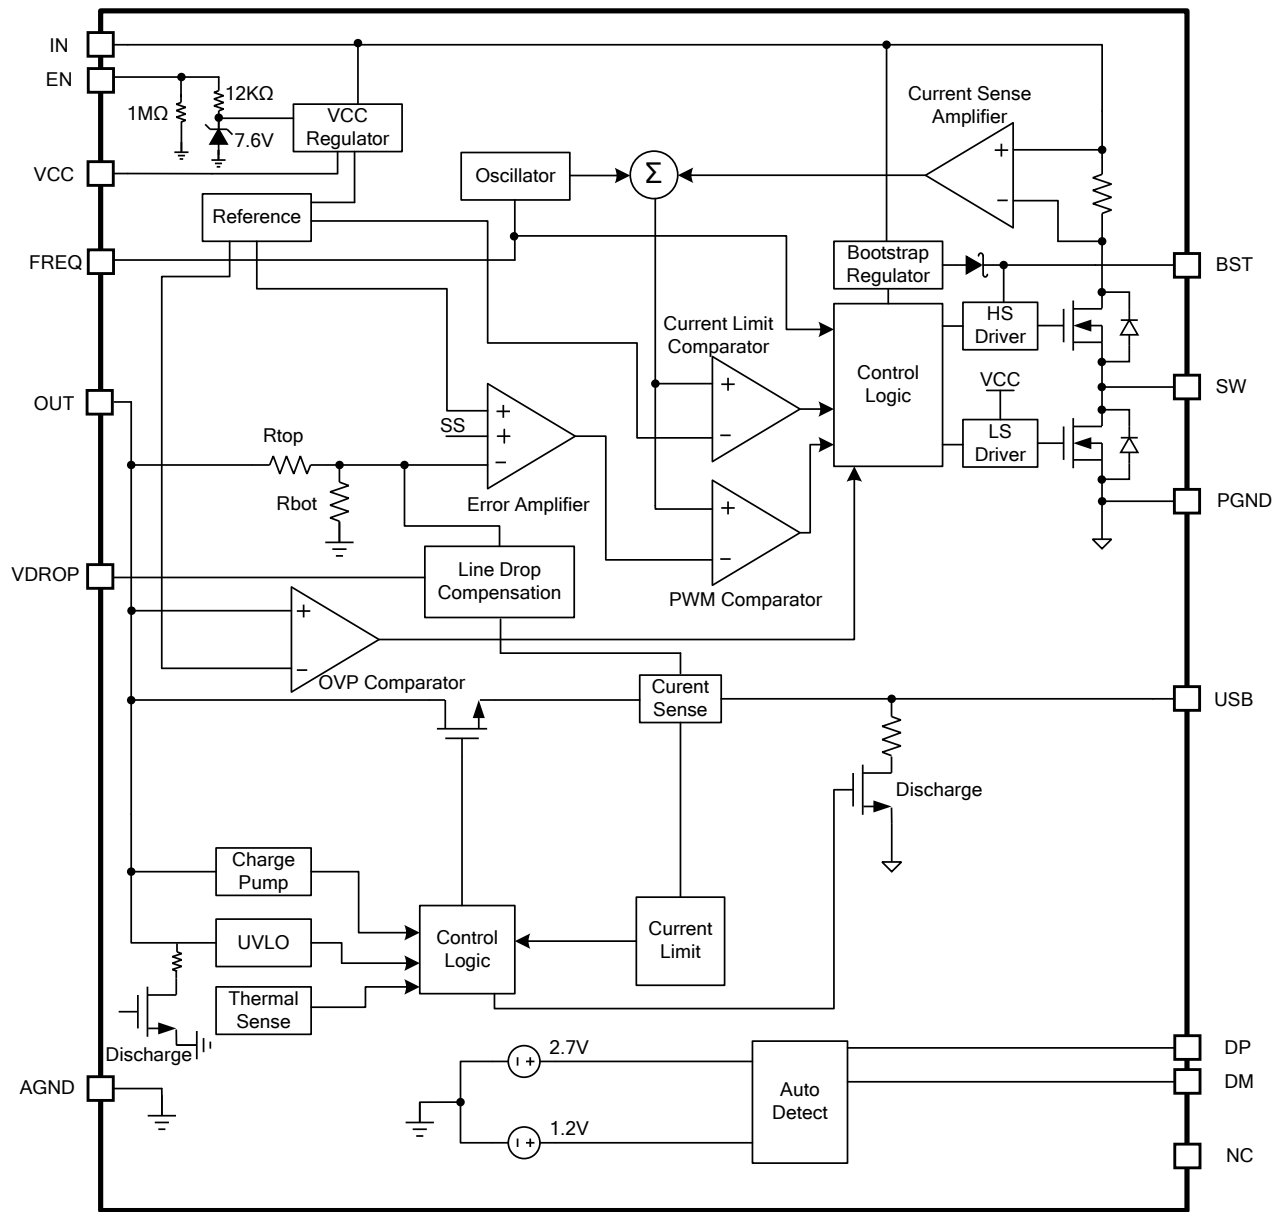 IN
EN
1MΩ
12KΩ
7.6V
VCC
Regulator
VCC
Current Sense
Amplifier
+
−
Oscillator
Σ
Reference
FREQ
Bootstrap
Regulator
BST
HS
Driver
Current Limit
Comparator
+
−
Control
Logic
VCC
LS
Driver
SW
OUT
Rtop
Rbot
SS
+
+
−
Error Amplifier
+
−
PWM Comparator
PGND
VDROP
Line Drop
Compensation
+
−
OVP Comparator
Curent
Sense
USB
Discharge
Charge
Pump
UVLO
Thermal
Sense
Control
Logic
Current
Limit
Discharge
AGND
2.7V
1.2V
Auto
Detect
DP
DM
NC